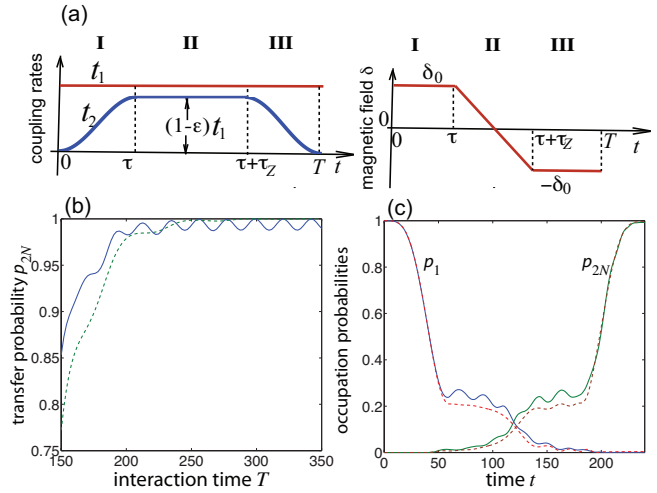 (a)
I II III
t₁
t₂
(1-ε)t₁
coupling rates
0 τ τ+τ_Z T t
I II III
δ₀
magnetic field δ
0
τ τ+τ_Z T t
-δ₀
(b)
transfer probability p₂N
1
0.95
0.9
0.85
0.8
0.75
150 200 250 300 350
interaction time T
(c)
occupation probabilities
1
0.8
0.6
0.4
0.2
0
p₁ p₂N
0 50 100 150 200
time t